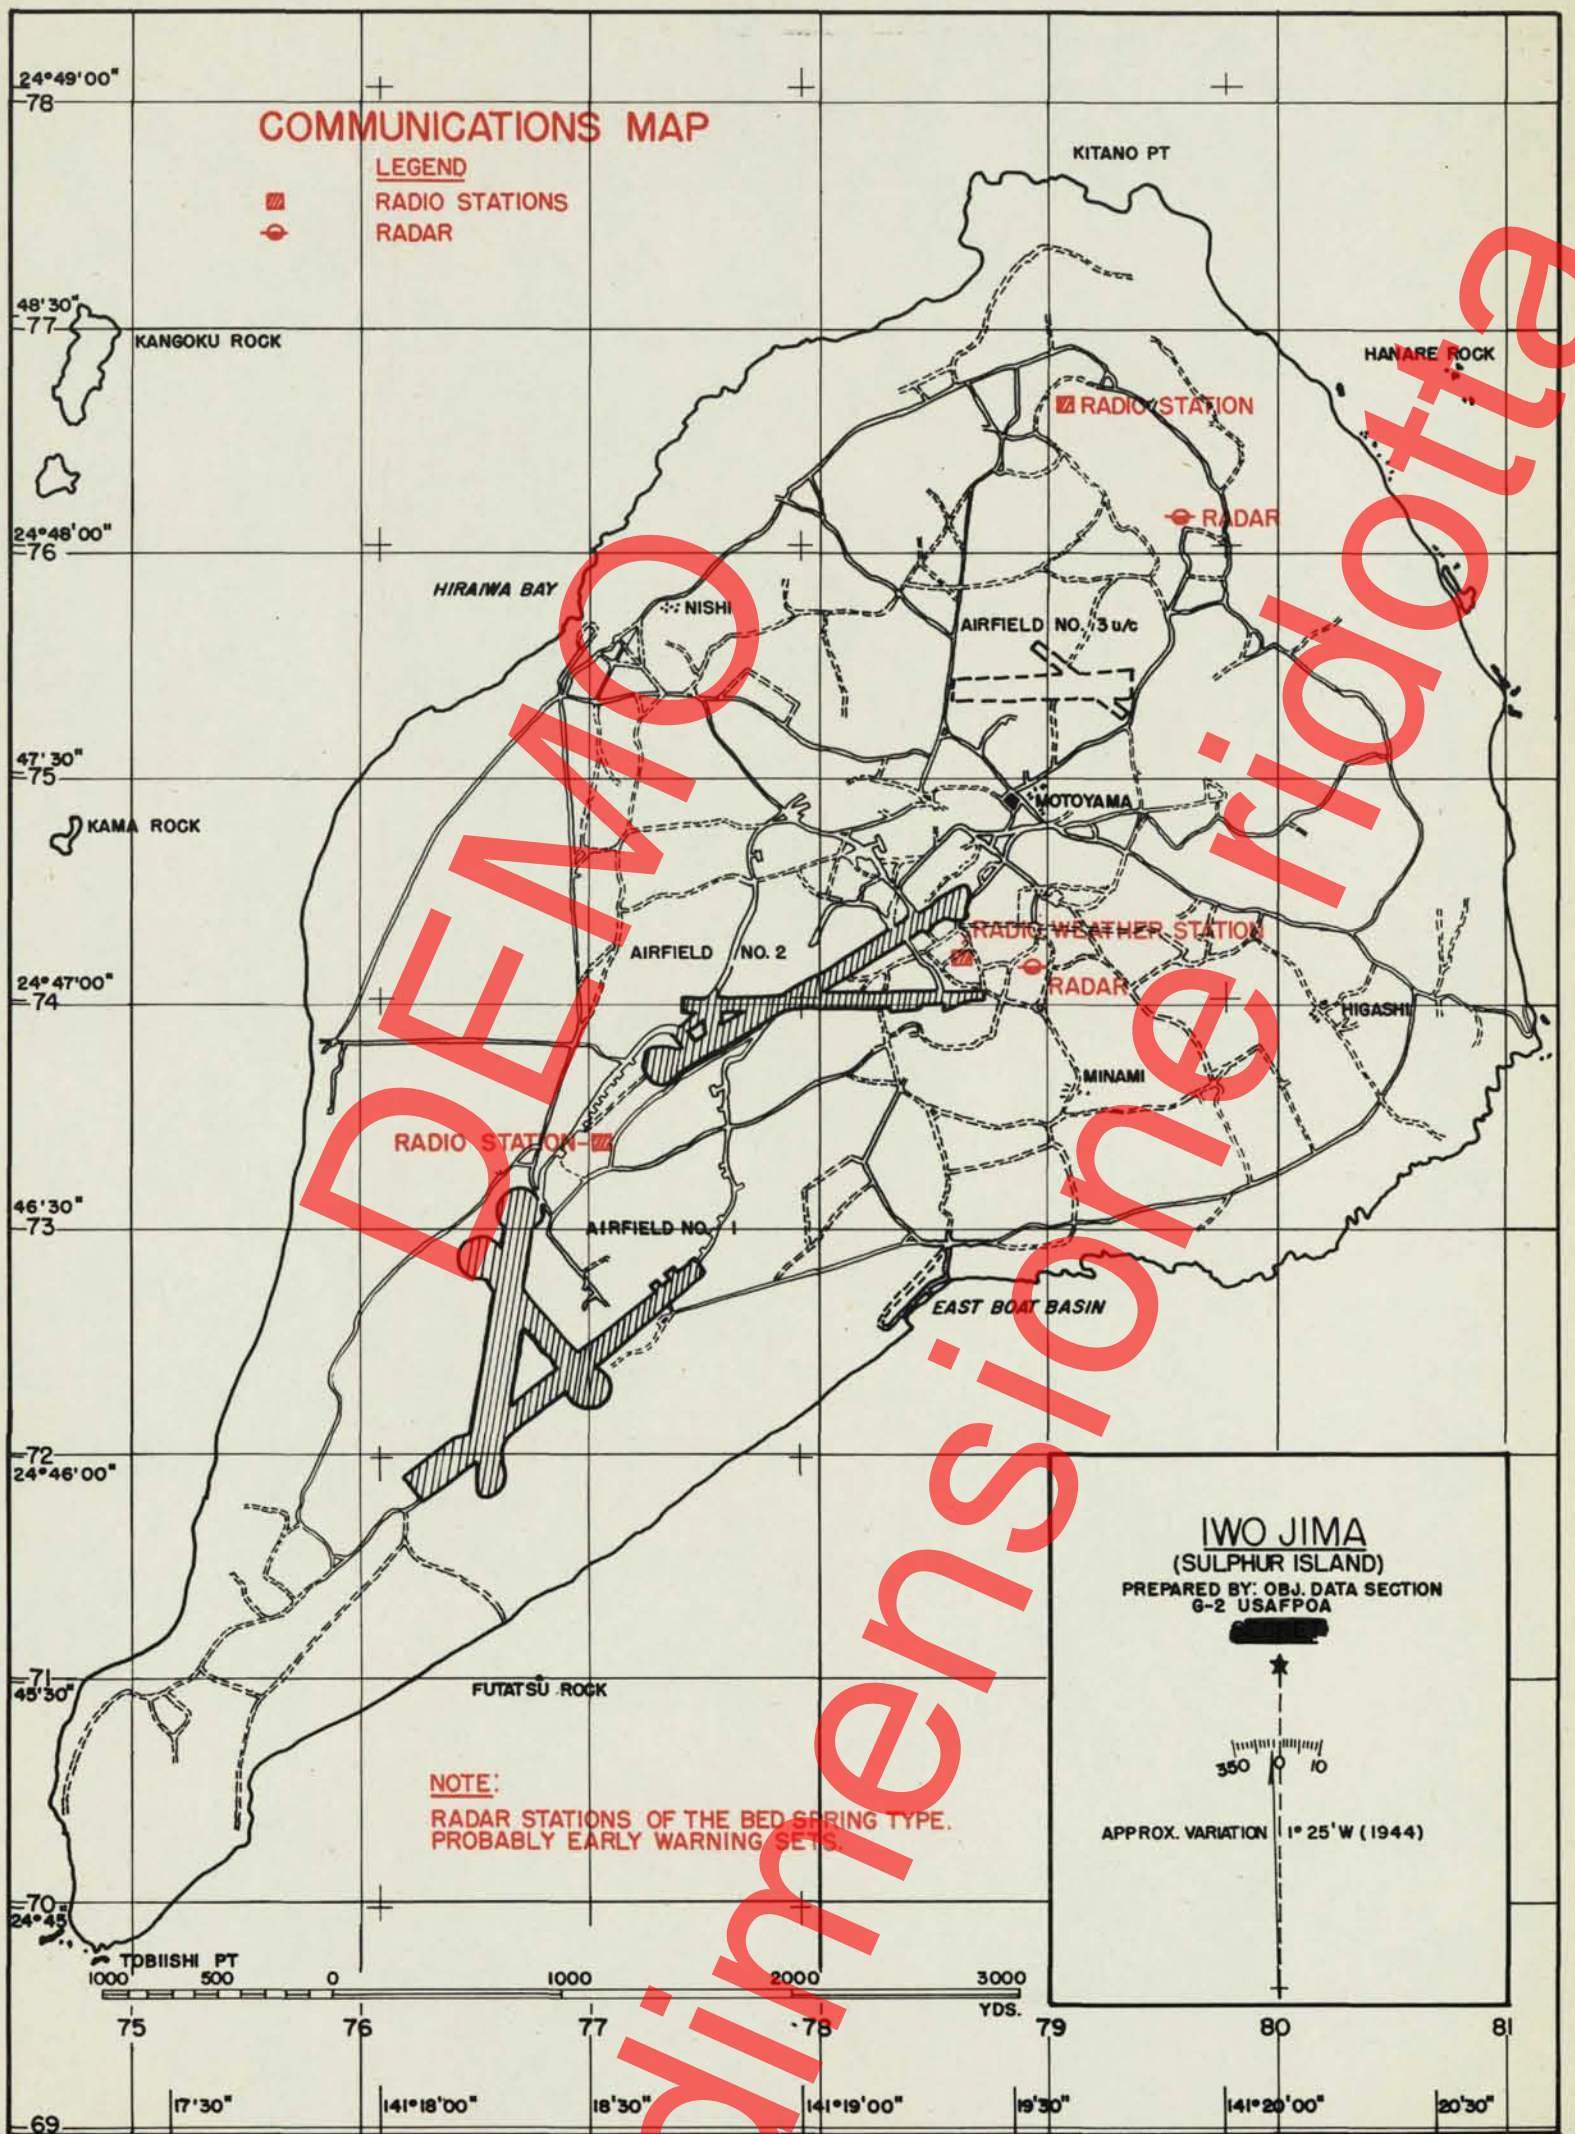 24°49'00"
78
COMMUNICATIONS MAP
LEGEND
RADIO STATIONS
RADAR
KITANO PT
48'30"
77
KANGOKU ROCK
HANARE ROCK
RADIO STATION
24°48'00"
76
RADAR
HIRAIWA BAY
NISHI
AIRFIELD NO. 3 u/c
47'30"
75
MOTOYAMA
KAMA ROCK
RADIO WEATHER STATION
AIRFIELD NO. 2
24°47'00"
74
RADAR
HIGASHI
MINAMI
RADIO STATION
46'30"
73
AIRFIELD NO. 1
EAST BOAT BASIN
72
24°46'00"
IWO JIMA
(SULPHUR ISLAND)
PREPARED BY: OBJ. DATA SECTION
G-2 USAFPOA
71
45'30"
FUTATSU ROCK
350 0 10
NOTE:
RADAR STATIONS OF THE BED SPRING TYPE.
PROBABLY EARLY WARNING SETS.
APPROX. VARIATION 1° 25' W (1944)
70
24°45'
TOBIISHI PT
1000 500 0 1000 2000 3000
YDS.
75 76 77 78 79 80 81
17'30" 141°18'00" 18'30" 141°19'00" 19'30" 141°20'00" 20'30"
69
DEMO
dimensione ridotta